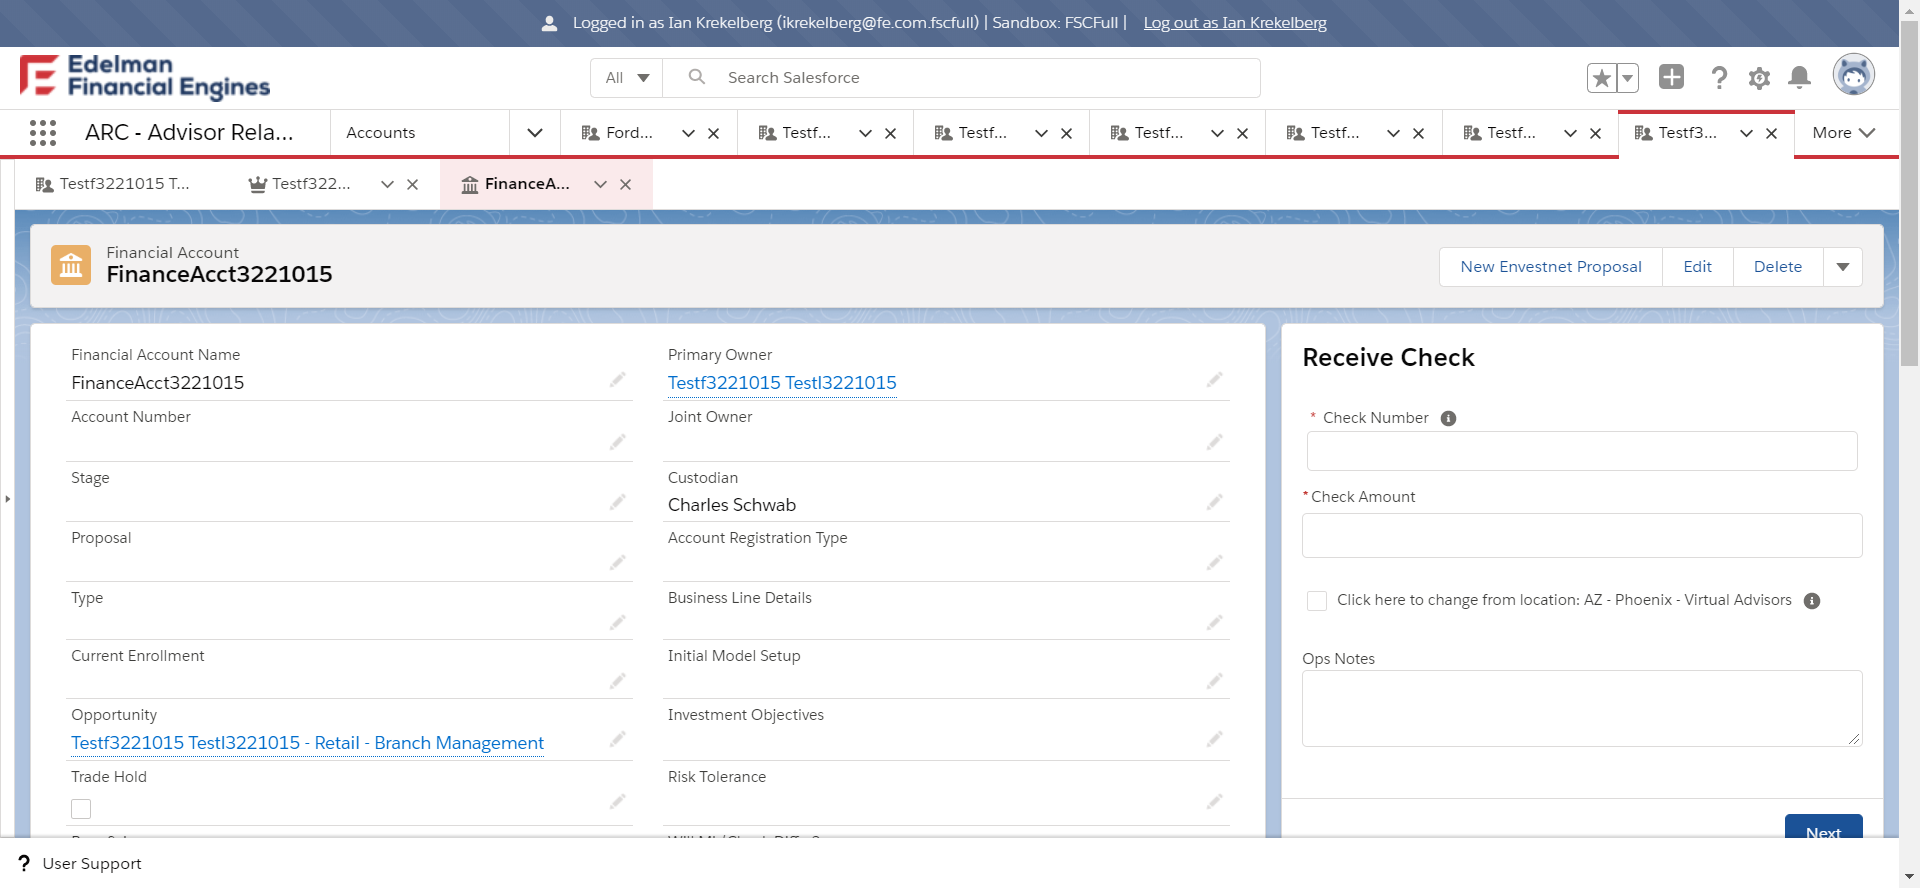 Logged in as Ian Krekelberg (ikrekelberg@fe.com.fscfull) | Sandbox: FSCFull | Log out as Ian Krekelberg
Edelman
Financial Engines
All
Search Salesforce
ARC - Advisor Rela...
Accounts
Ford...
Testf...
Testf...
Testf...
Testf...
Testf...
Testf3...
More
Testf3221015 T...
Testf322...
FinanceA...
Financial Account
FinanceAcct3221015
New Envestnet Proposal
Edit
Delete
Financial Account Name
FinanceAcct3221015
Primary Owner
Testf3221015 Testl3221015
Account Number
Joint Owner
Stage
Custodian
Charles Schwab
Proposal
Account Registration Type
Type
Business Line Details
Current Enrollment
Initial Model Setup
Opportunity
Testf3221015 Testl3221015 - Retail - Branch Management
Investment Objectives
Trade Hold
Risk Tolerance
Receive Check
* Check Number
* Check Amount
Click here to change from location: AZ - Phoenix - Virtual Advisors
Ops Notes
Next
? User Support